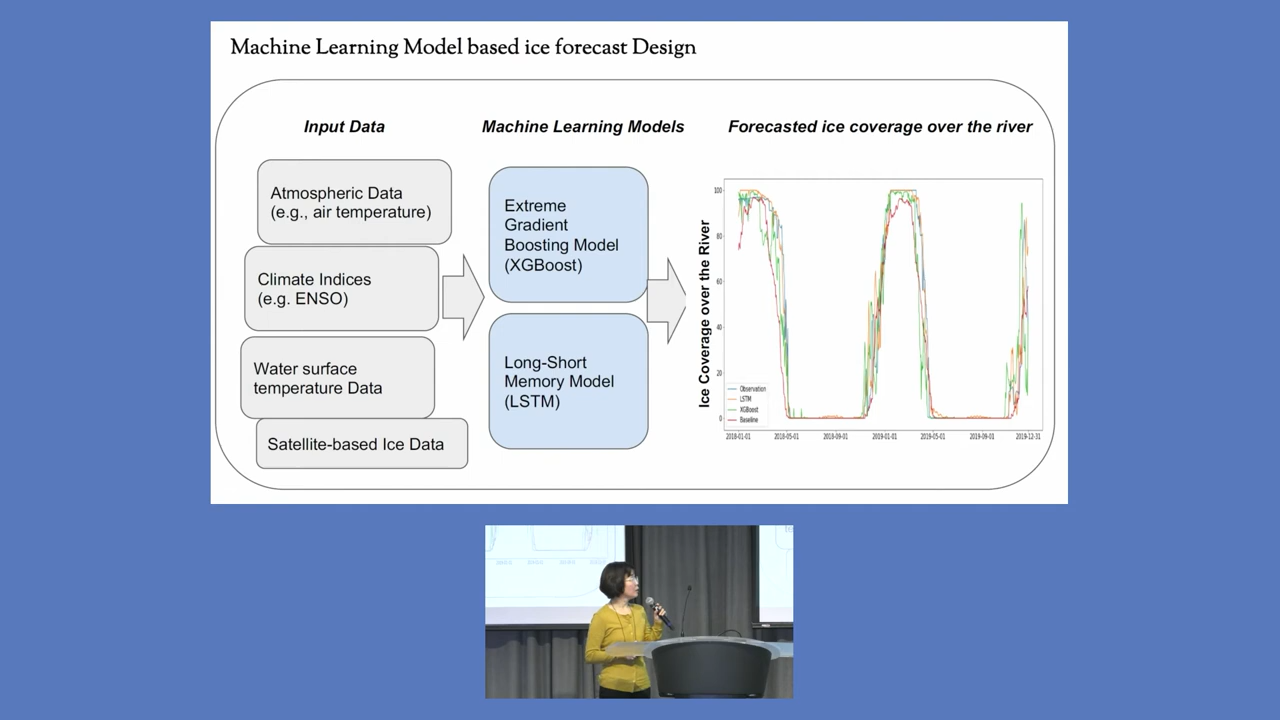 Machine Learning Model based ice forecast Design
Input Data
Machine Learning Models
Forecasted ice coverage over the river
Atmospheric Data
(e.g., air temperature)
Climate Indices
(e.g. ENSO)
Water surface
temperature Data
Satellite-based Ice Data
Extreme
Gradient
Boosting Model
(XGBoost)
Long-Short
Memory Model
(LSTM)
Ice Coverage over the River
100
80
60
40
20
0
Observation
LSTM
XGBoost
Baseline
2018-01-01
2018-05-01
2018-09-01
2019-01-01
2019-05-01
2019-09-01
2019-12-31